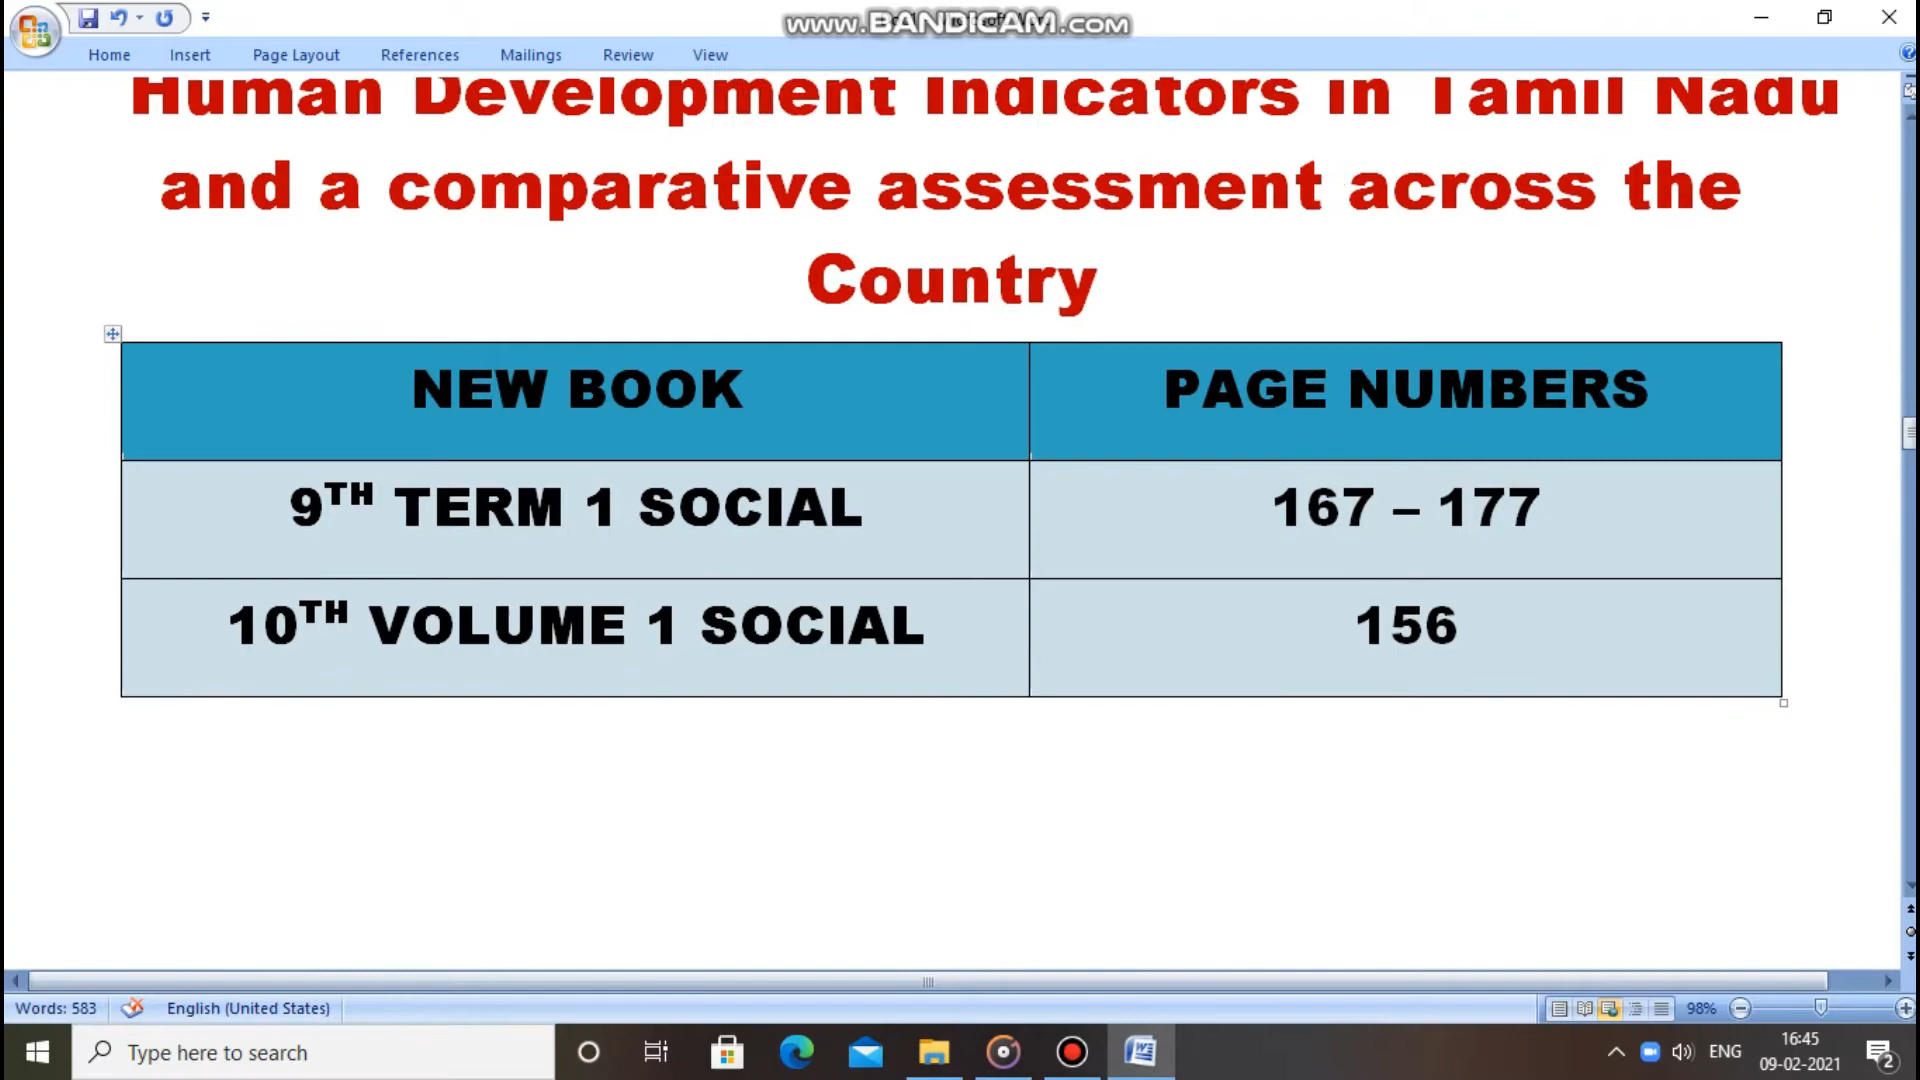 www.BANDICAM.com
Home Insert Page Layout References Mailings Review View
Human Development Indicators in Tamil Nadu
and a comparative assessment across the
Country
NEW BOOK PAGE NUMBERS
9TH TERM 1 SOCIAL 167 – 177
10TH VOLUME 1 SOCIAL 156
Words: 583 English (United States) 98%
Type here to search ENG 16:45
09-02-2021 2